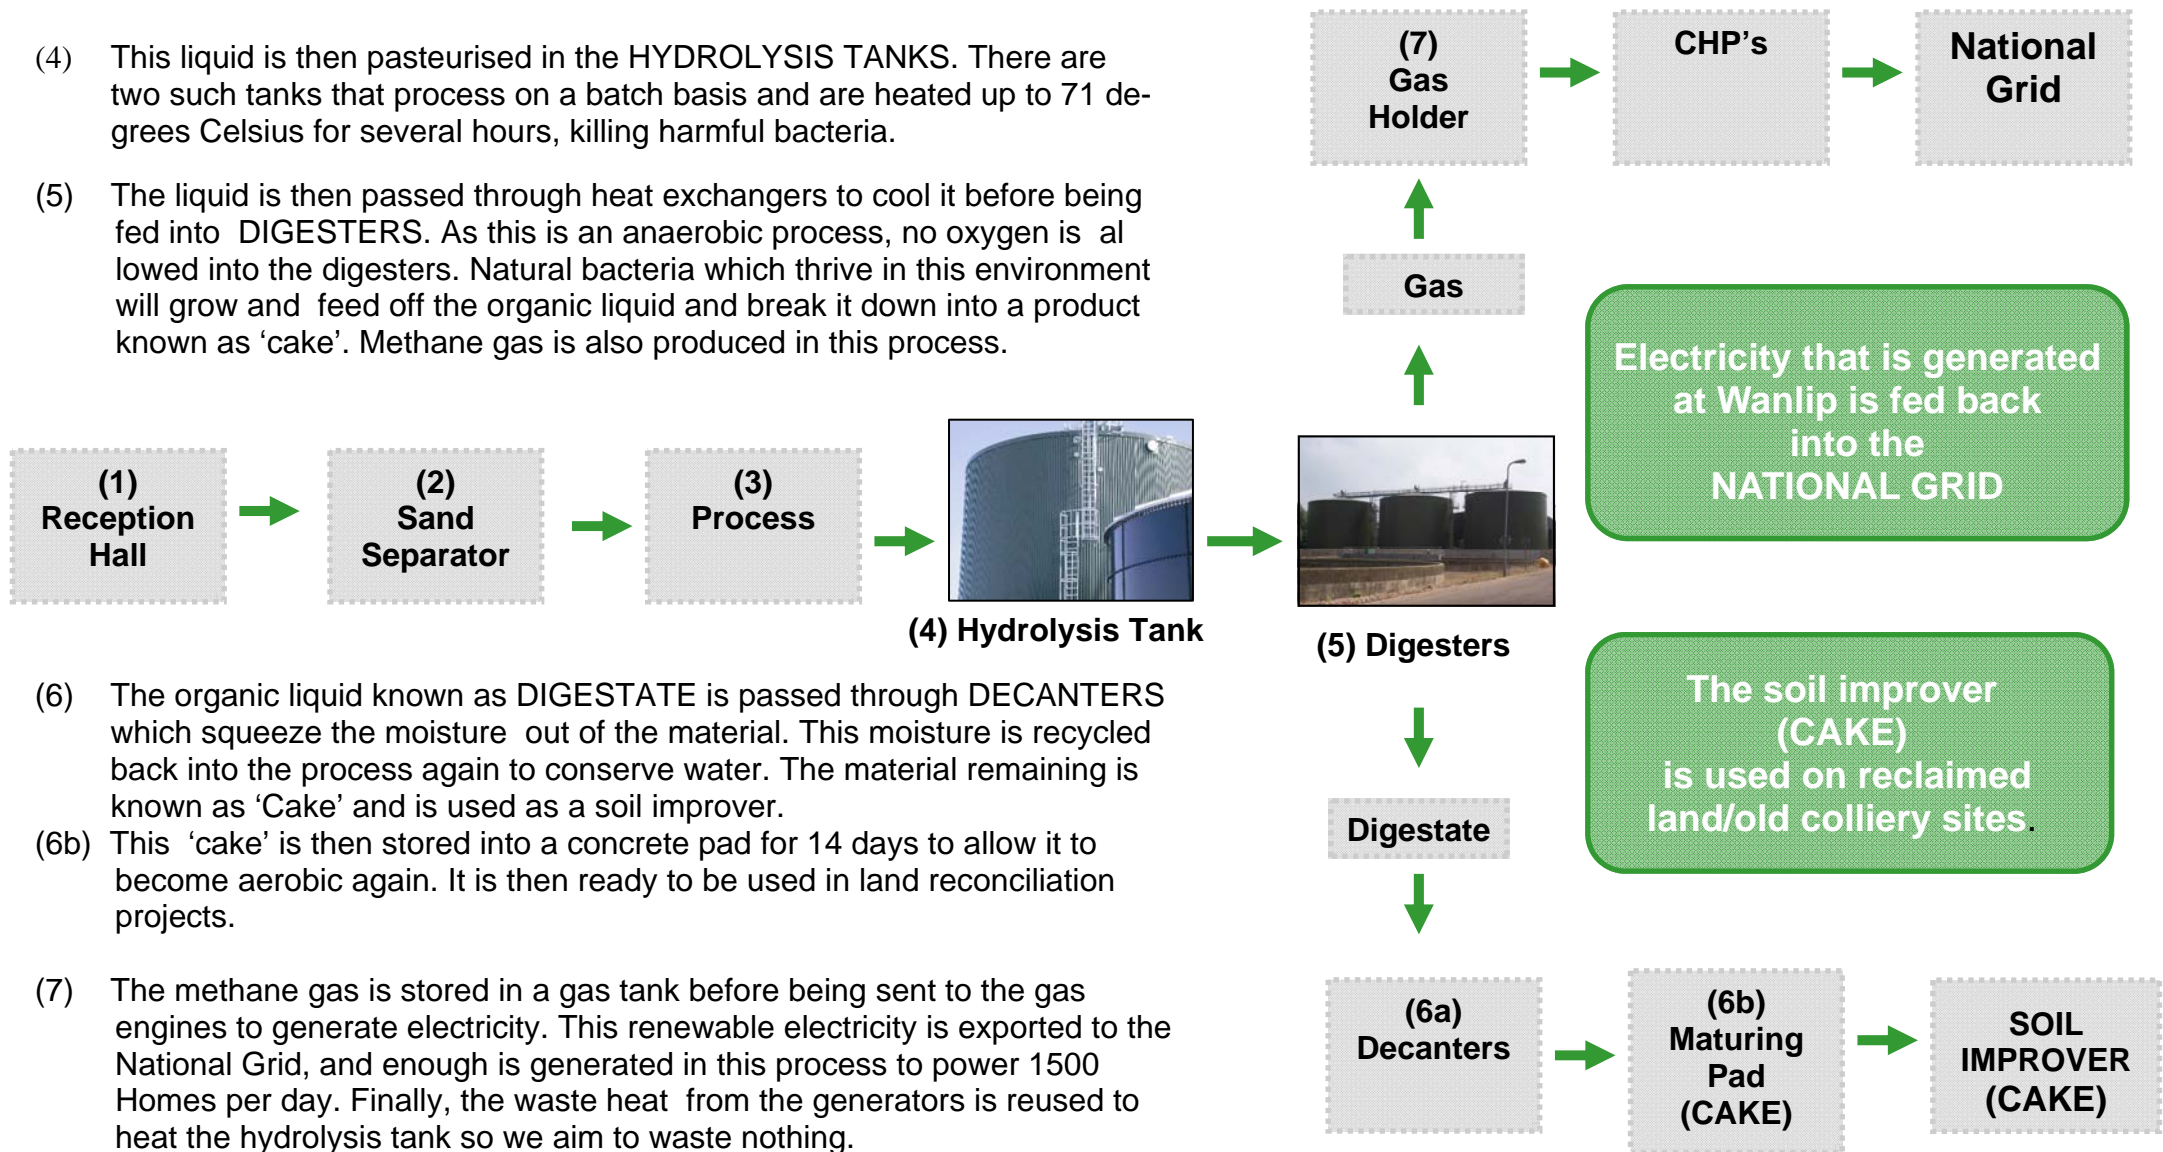 (4) This liquid is then pasteurised in the HYDROLYSIS TANKS. There are
two such tanks that process on a batch basis and are heated up to 71 de-
grees Celsius for several hours, killing harmful bacteria.
(5) The liquid is then passed through heat exchangers to cool it before being
fed into DIGESTERS. As this is an anaerobic process, no oxygen is al
lowed into the digesters. Natural bacteria which thrive in this environment
will grow and feed off the organic liquid and break it down into a product
known as ‘cake’. Methane gas is also produced in this process.
(7)
Gas
Holder
CHP's
National
Grid
Gas
Electricity that is generated
at Wanlip is fed back
into the
NATIONAL GRID
(1)
Reception
Hall
(2)
Sand
Separator
(3)
Process
(4) Hydrolysis Tank
(5) Digesters
The soil improver
(CAKE)
is used on reclaimed
land/old colliery sites.
(6) The organic liquid known as DIGESTATE is passed through DECANTERS
which squeeze the moisture out of the material. This moisture is recycled
back into the process again to conserve water. The material remaining is
known as ‘Cake’ and is used as a soil improver.
(6b) This ‘cake’ is then stored into a concrete pad for 14 days to allow it to
become aerobic again. It is then ready to be used in land reconciliation
projects.
(7) The methane gas is stored in a gas tank before being sent to the gas
engines to generate electricity. This renewable electricity is exported to the
National Grid, and enough is generated in this process to power 1500
Homes per day. Finally, the waste heat from the generators is reused to
heat the hydrolysis tank so we aim to waste nothing.
Digestate
(6a)
Decanters
(6b)
Maturing
Pad
(CAKE)
SOIL
IMPROVER
(CAKE)